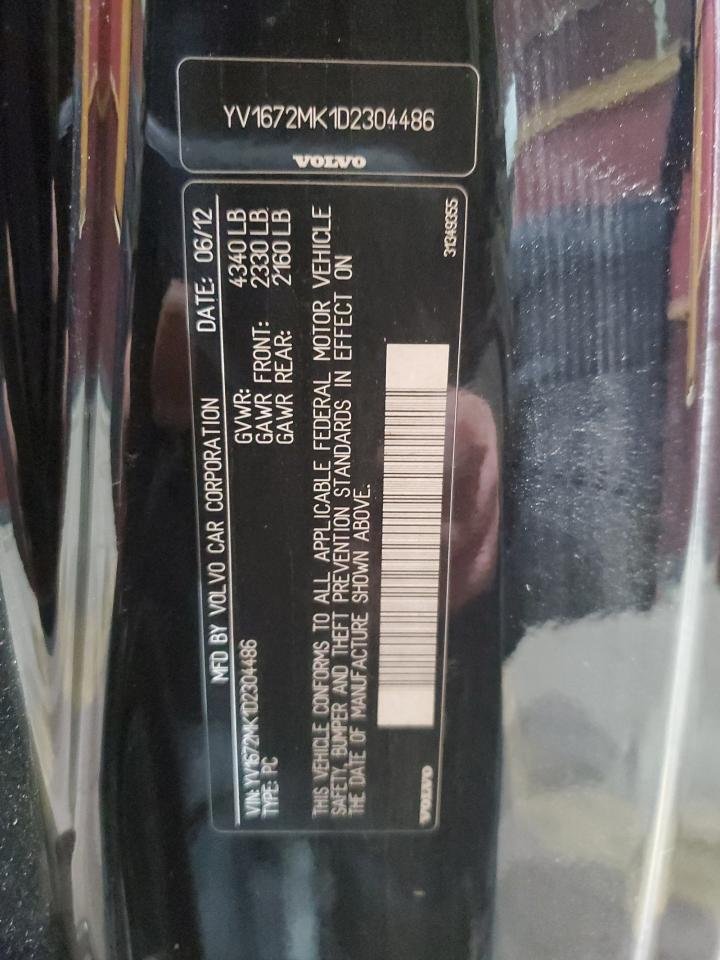 YV1672MK1D2304486
VOLVO
MFD BY VOLVO CAR CORPORATION DATE: 06/12
GVWR: 4340 LB
GAWR FRONT: 2330 LB
GAWR REAR: 2160 LB
VIN: YV1672MK1D2304486
TYPE: PC
THIS VEHICLE CONFORMS TO ALL APPLICABLE FEDERAL MOTOR VEHICLE
SAFETY, BUMPER AND THEFT PREVENTION STANDARDS IN EFFECT ON
THE DATE OF MANUFACTURE SHOWN ABOVE.
VOLVO
31349355